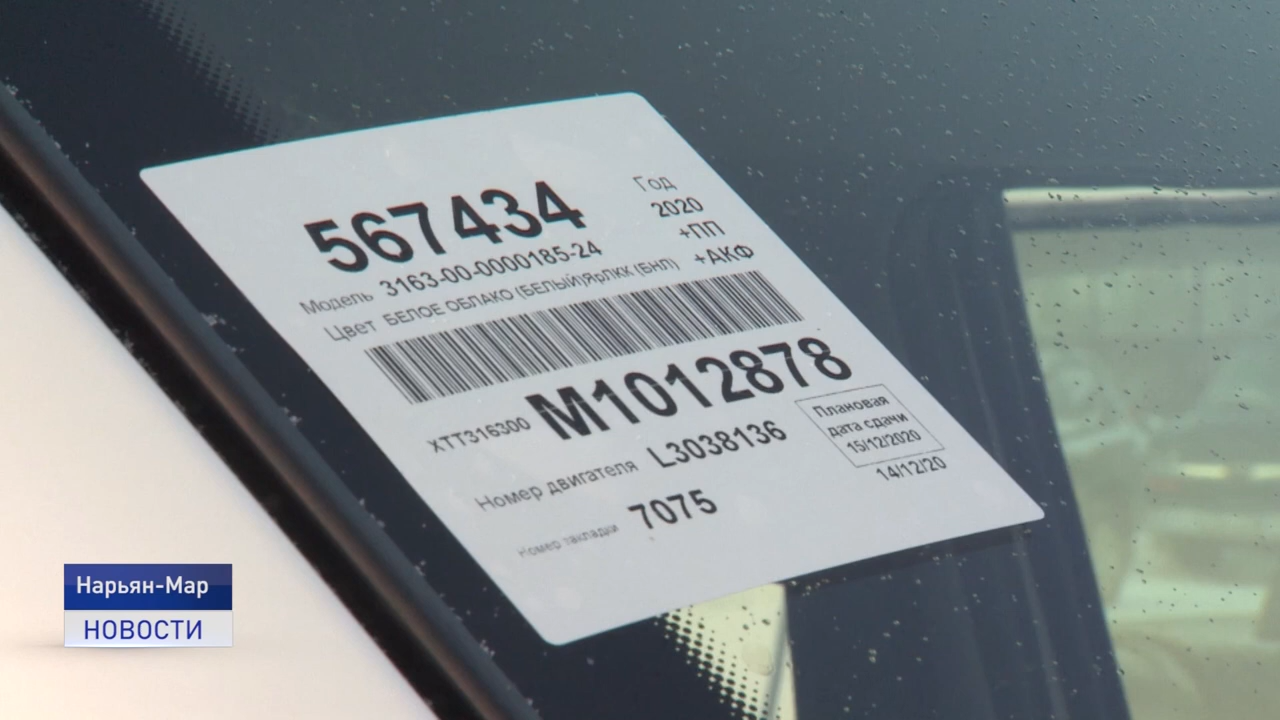 567434
Год
2020
+ПП
+АКФ
Модель 3163-00-0000185-24
Цвет БЕЛОЕ ОБЛАКО (БЕЛЫЙ)ЯрЛКК (БНЛ)
XTT316300 M1012878
Номер двигателя L3038136
Плановая
дата сдачи
15/12/2020
14/12/20
Номер закладки 7075
Нарьян-Мар
НОВОСТИ